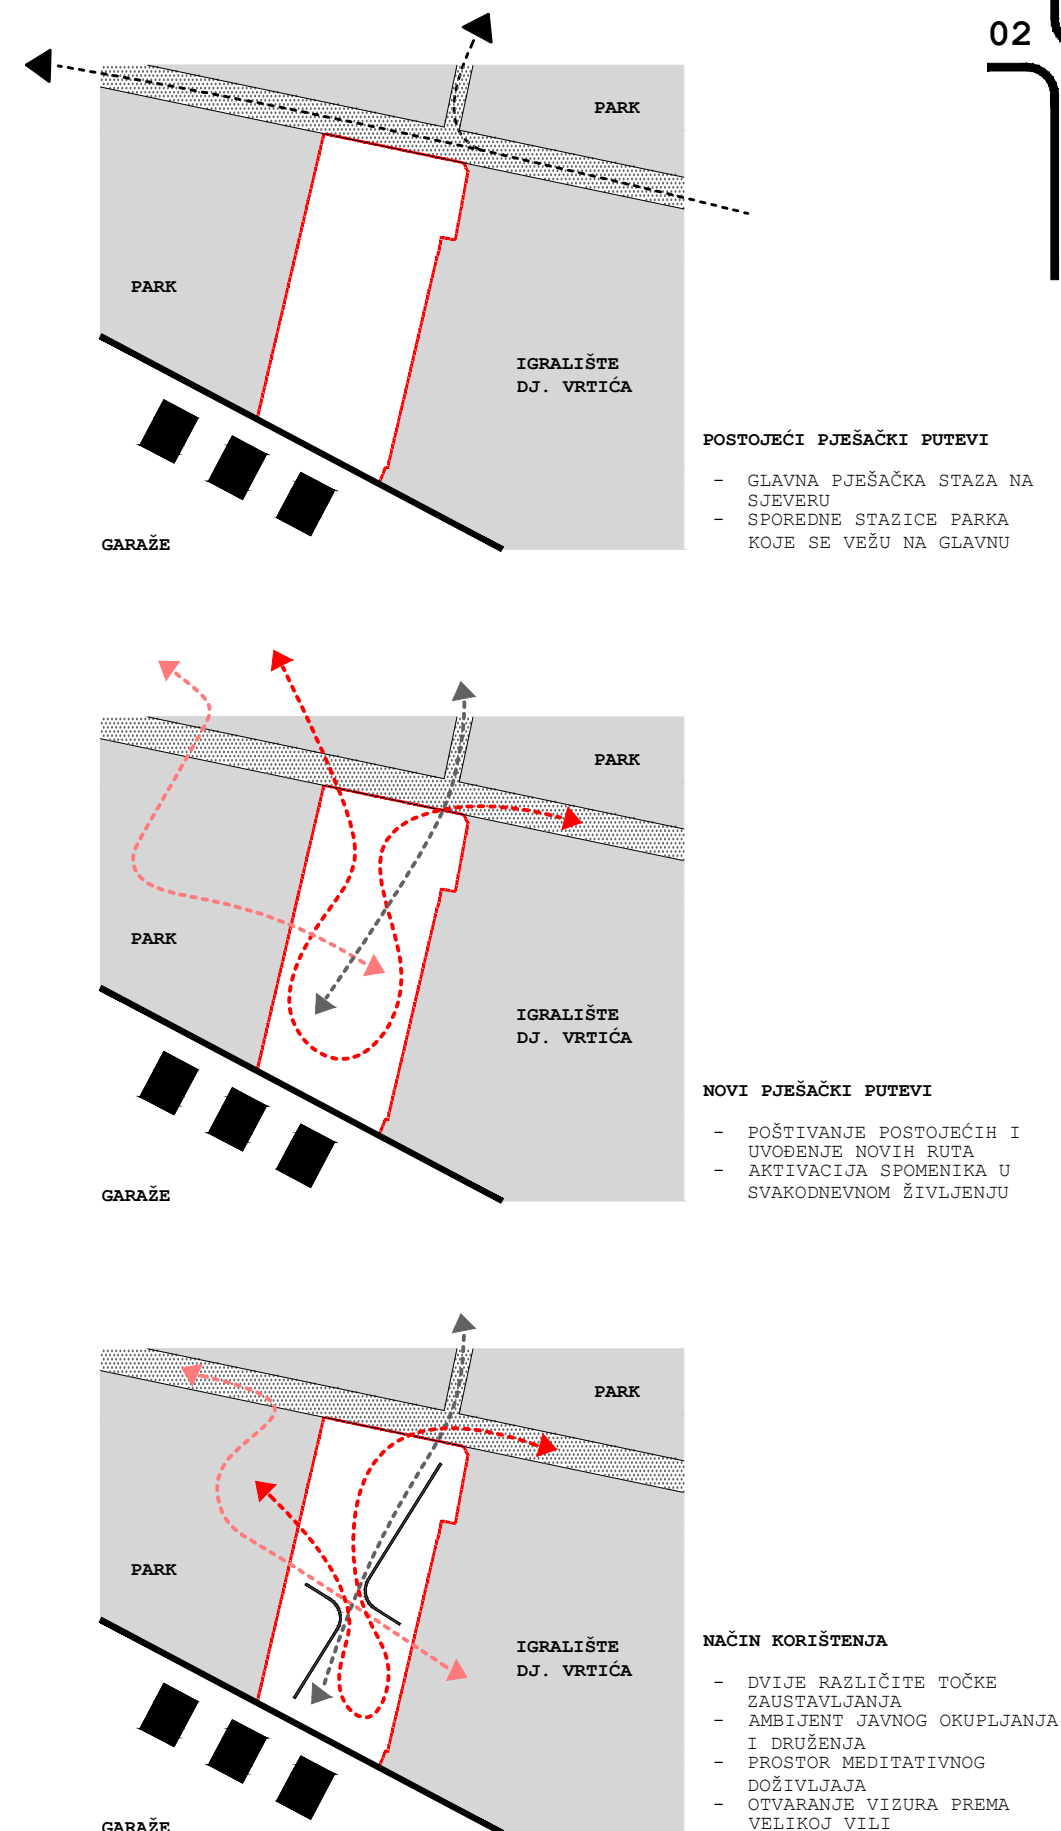 02
PARK
PARK
IGRALIŠTE
DJ. VRTIĆA
GARAŽE
POSTOJEĆI PJEŠAČKI PUTEVI
- GLAVNA PJEŠAČKA STAZA NA
SJEVERU
- SPOREDNE STAZICE PARKA
KOJE SE VEŽU NA GLAVNU
PARK
PARK
IGRALIŠTE
DJ. VRTIĆA
GARAŽE
NOVI PJEŠAČKI PUTEVI
- POŠTIVANJE POSTOJEĆIH I
UVOĐENJE NOVIH RUTA
- AKTIVACIJA SPOMENIKA U
SVAKODNEVNOM ŽIVLJENJU
PARK
PARK
IGRALIŠTE
DJ. VRTIĆA
GARAŽE
NAČIN KORIŠTENJA
- DVIJE RAZLIČITE TOČKE
ZAUSTAVLJANJA
- AMBIJENT JAVNOG OKUPLJANJA
I DRUŽENJA
- PROSTOR MEDITATIVNOG
DOŽIVLJAJA
- OTVARANJE VIZURA PREMA
VELIKOJ VILI